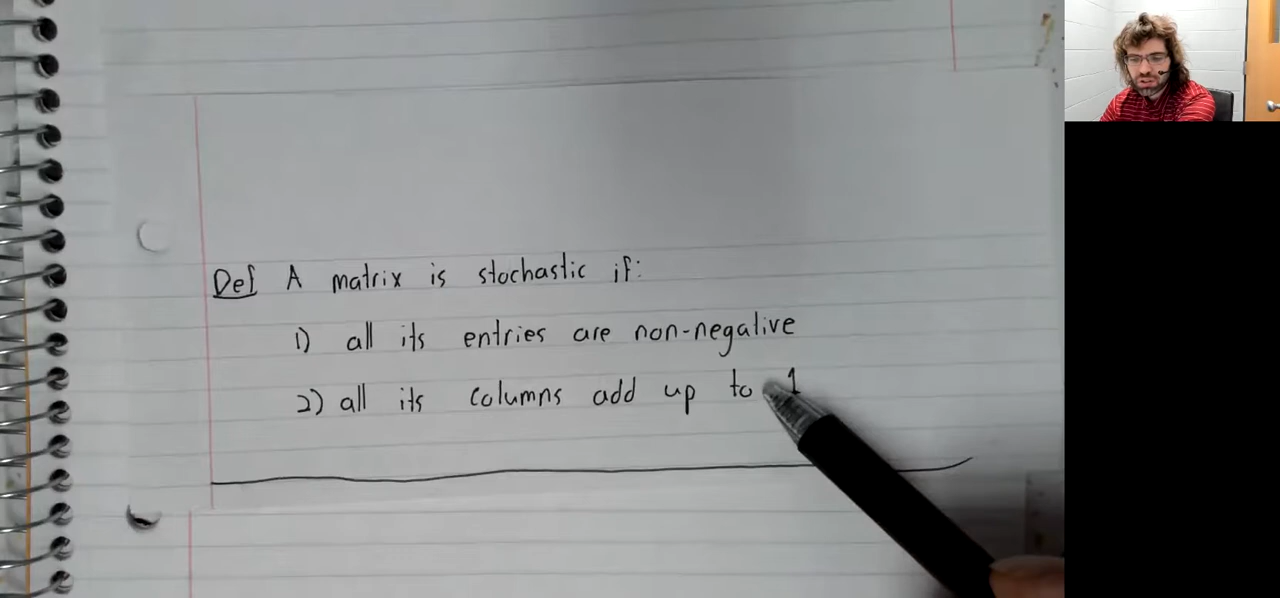 Def A matrix is stochastic if:
1) all its entries are non-negative
2) all its columns add up to 1